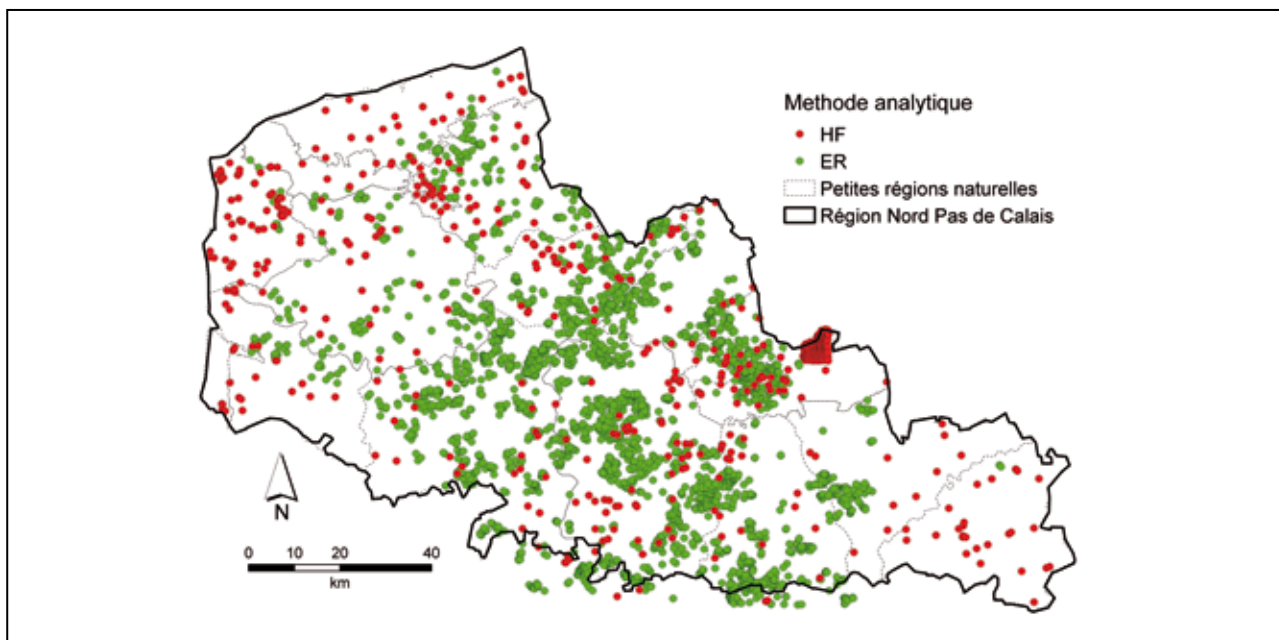 Methode analytique
HF
ER
Petites régions naturelles
Région Nord Pas de Calais
N
0 10 20 40
km